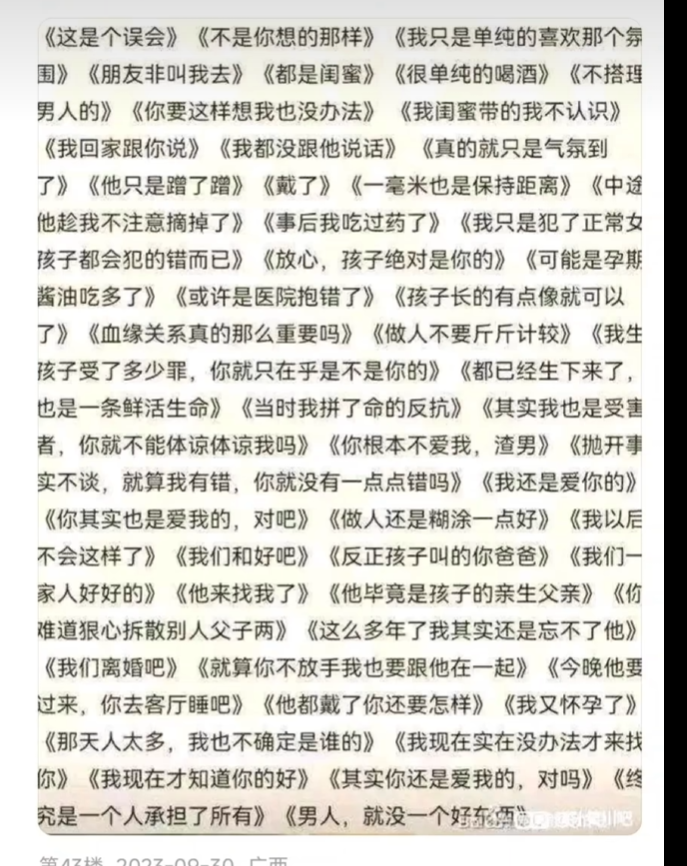 《这是个误会》《不是你想的那样》《我只是单纯的喜欢那个氛
围》《朋友非叫我去》《都是闺蜜》《很单纯的喝酒》《不搭理
男人的》《你要这样想我也没办法》《我闺蜜带的我不认识》
《我回家跟你说》《我都没跟他说话》《真的就只是气氛到
了》《他只是蹭了蹭》《戴了》《一毫米也是保持距离》《中途
他趁我不注意摘掉了》《事后我吃过药了》《我只是犯了正常女
孩子都会犯的错而已》《放心，孩子绝对是你的》《可能是孕期
酱油吃多了》《或许是医院抱错了》《孩子长的有点像就可以
了》《血缘关系真的那么重要吗》《做人不要斤斤计较》《我生
孩子受了多少罪，你就只在乎是不是你的》《都已经生下来了，
也是一条鲜活生命》《当时我拼了命的反抗》《其实我也是受害
者，你就不能体谅体谅我吗》《你根本不爱我，渣男》《抛开事
实不谈，就算我有错，你就没有一点点错吗》《我还是爱你的》
《你其实也是爱我的，对吧》《做人还是糊涂一点好》《我以后
不会这样了》《我们和好吧》《反正孩子叫的你爸爸》《我们一
家人好好的》《他来找我了》《他毕竟是孩子的亲生父亲》《你
难道狠心拆散别人父子两》《这么多年了我其实还是忘不了他》
《我们离婚吧》《就算你不放手我也要跟他在一起》《今晚他要
过来，你去客厅睡吧》《他都戴了你还要怎样》《我又怀孕了》
《那天人太多，我也不确定是谁的》《我现在实在没办法才来找
你》《我现在才知道你的好》《其实你还是爱我的，对吗》《终
究是一个人承担了所有》《男人，就没一个好东西》
第43楼 2023-09-30 广西